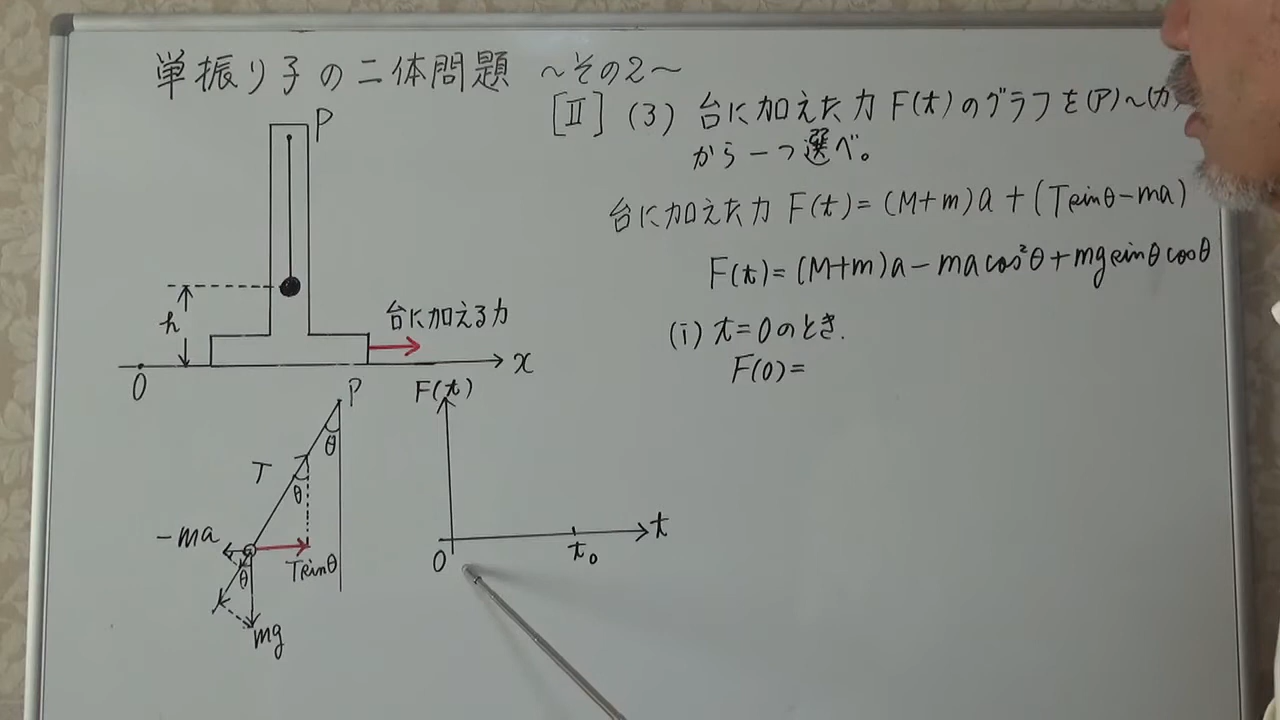 単振り子の二体問題 ～その2～
[Ⅱ] (3) 台に加えた力 F(t)のグラフを(ア)～(カ)
から一つ選べ。
台に加えた力 F(t)=(M+m)a+(Tsinθ-ma)
F(t)=(M+m)a-macos²θ+mgsinθcosθ
(i) t=0のとき.
F(0)=
P
h
台に加える力
O
x
P
θ
T
θ
-ma
θ
Tsinθ
mg
F(t)
O
t₀
t